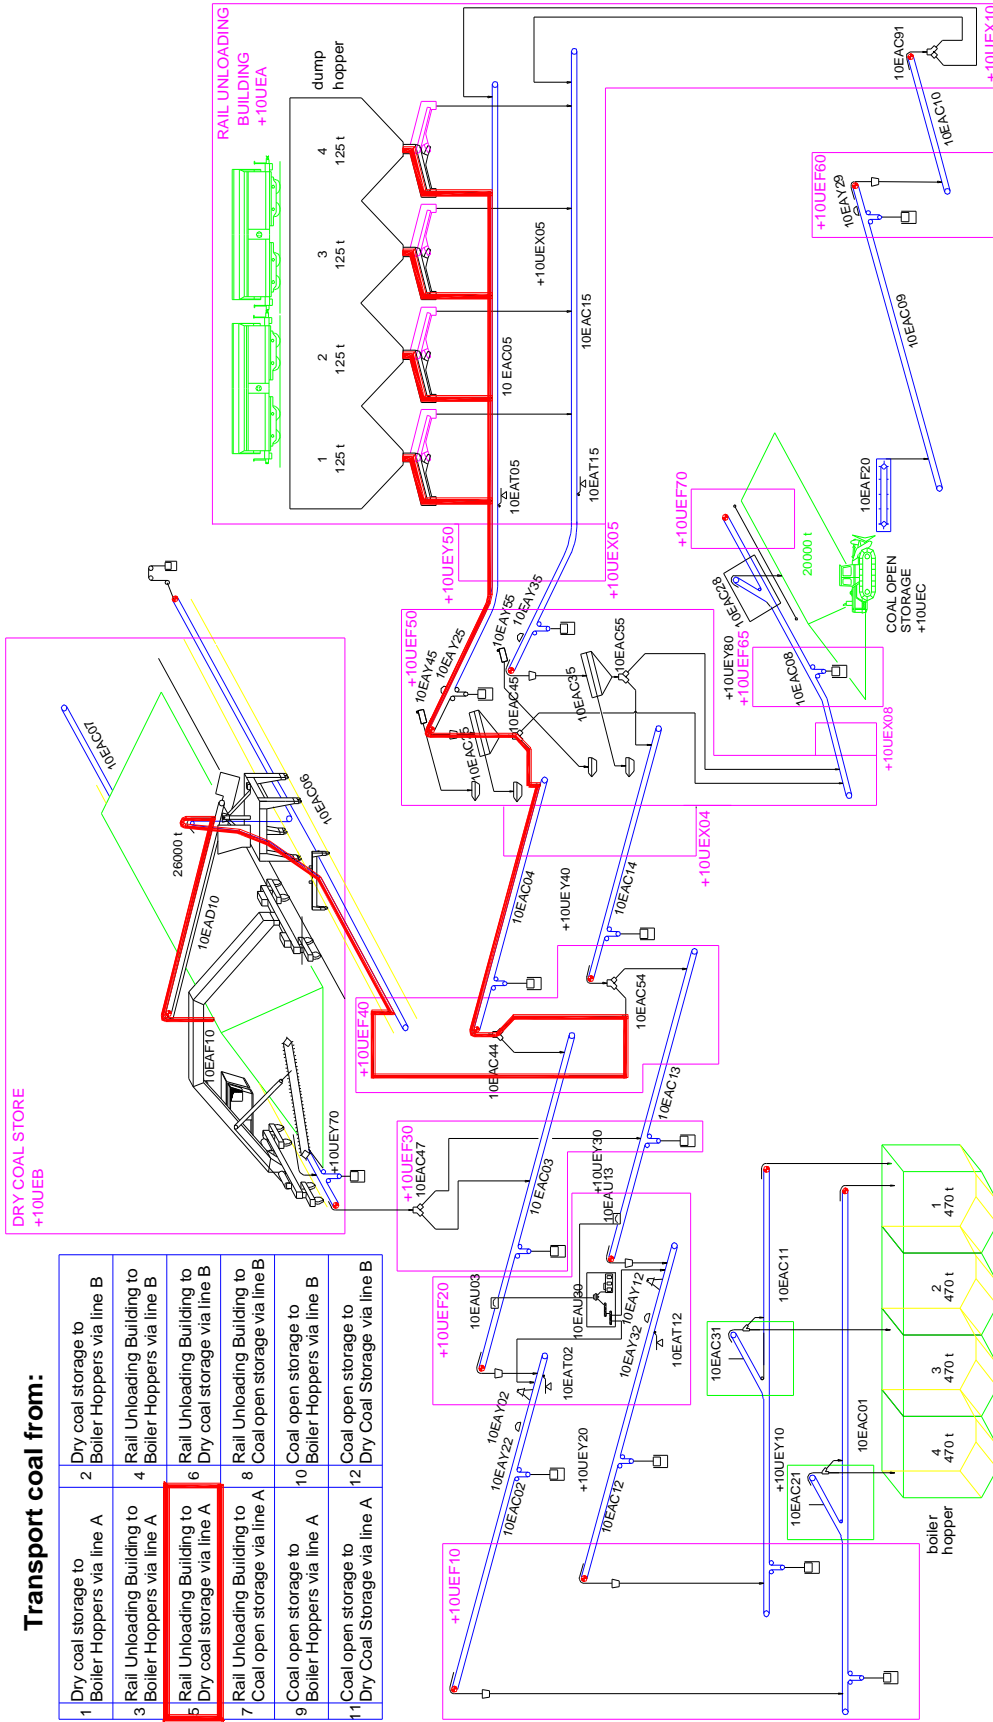 Transport coal from:
1
Dry coal storage to
Boiler Hoppers via line A
2
Dry coal storage to
Boiler Hoppers via line B
3
Rail Unloading Building to
Boiler Hoppers via line A
4
Rail Unloading Building to
Boiler Hoppers via line B
5
Rail Unloading Building to
Dry coal storage via line A
6
Rail Unloading Building to
Dry coal storage via line B
7
Rail Unloading Building to
Coal open storage via line A
8
Rail Unloading Building to
Coal open storage via line B
9
Coal open storage to
Boiler Hoppers via line A
10
Coal open storage to
Boiler Hoppers via line B
11
Coal open storage to
Dry Coal Storage via line A
12
Coal open storage to
Dry Coal Storage via line B
DRY COAL STORE
+10UEB
10EAF10
10EAD10
26000 t
10EAC07
10EAC06
+10UEY70
RAIL UNLOADING
BUILDING
+10UEA
dump
hopper
1
125 t
2
125 t
3
125 t
4
125 t
10 EAC05
+10UEX05
10EAC15
10EAT05
10EAT15
+10UEY50
+10UEX05
+10UEF50
10EAY45
10EAY25
10EAY55
10EAY35
10EAC45
10EAC25
10EAC35
10EAC55
+10UEX04
10EAC04
+10UEY40
10EAC14
+10UEF40
10EAC44
10EAC54
10EAC13
+10UEF30
10EAC47
10 EAC03
+10UEY30
10EAU13
+10UEF20
10EAU03
10EAU30
10EAY12
10EAY32
10EAT12
10EAT02
10EAY02
10EAY22
10EAC02
+10UEY20
10EAC12
+10UEF10
10EAC31
10EAC11
10EAC21
+10UEY10
10EAC01
boiler
hopper
1
470 t
2
470 t
3
470 t
4
470 t
+10UEF70
10EAC28
+10UEY80
+10UEF65
10EAC08
+10UEX08
20000 t
COAL OPEN
STORAGE
+10UEC
10EAF20
10EAC09
+10UEF60
10EAY29
10EAC10
10EAC91
+10UEX10